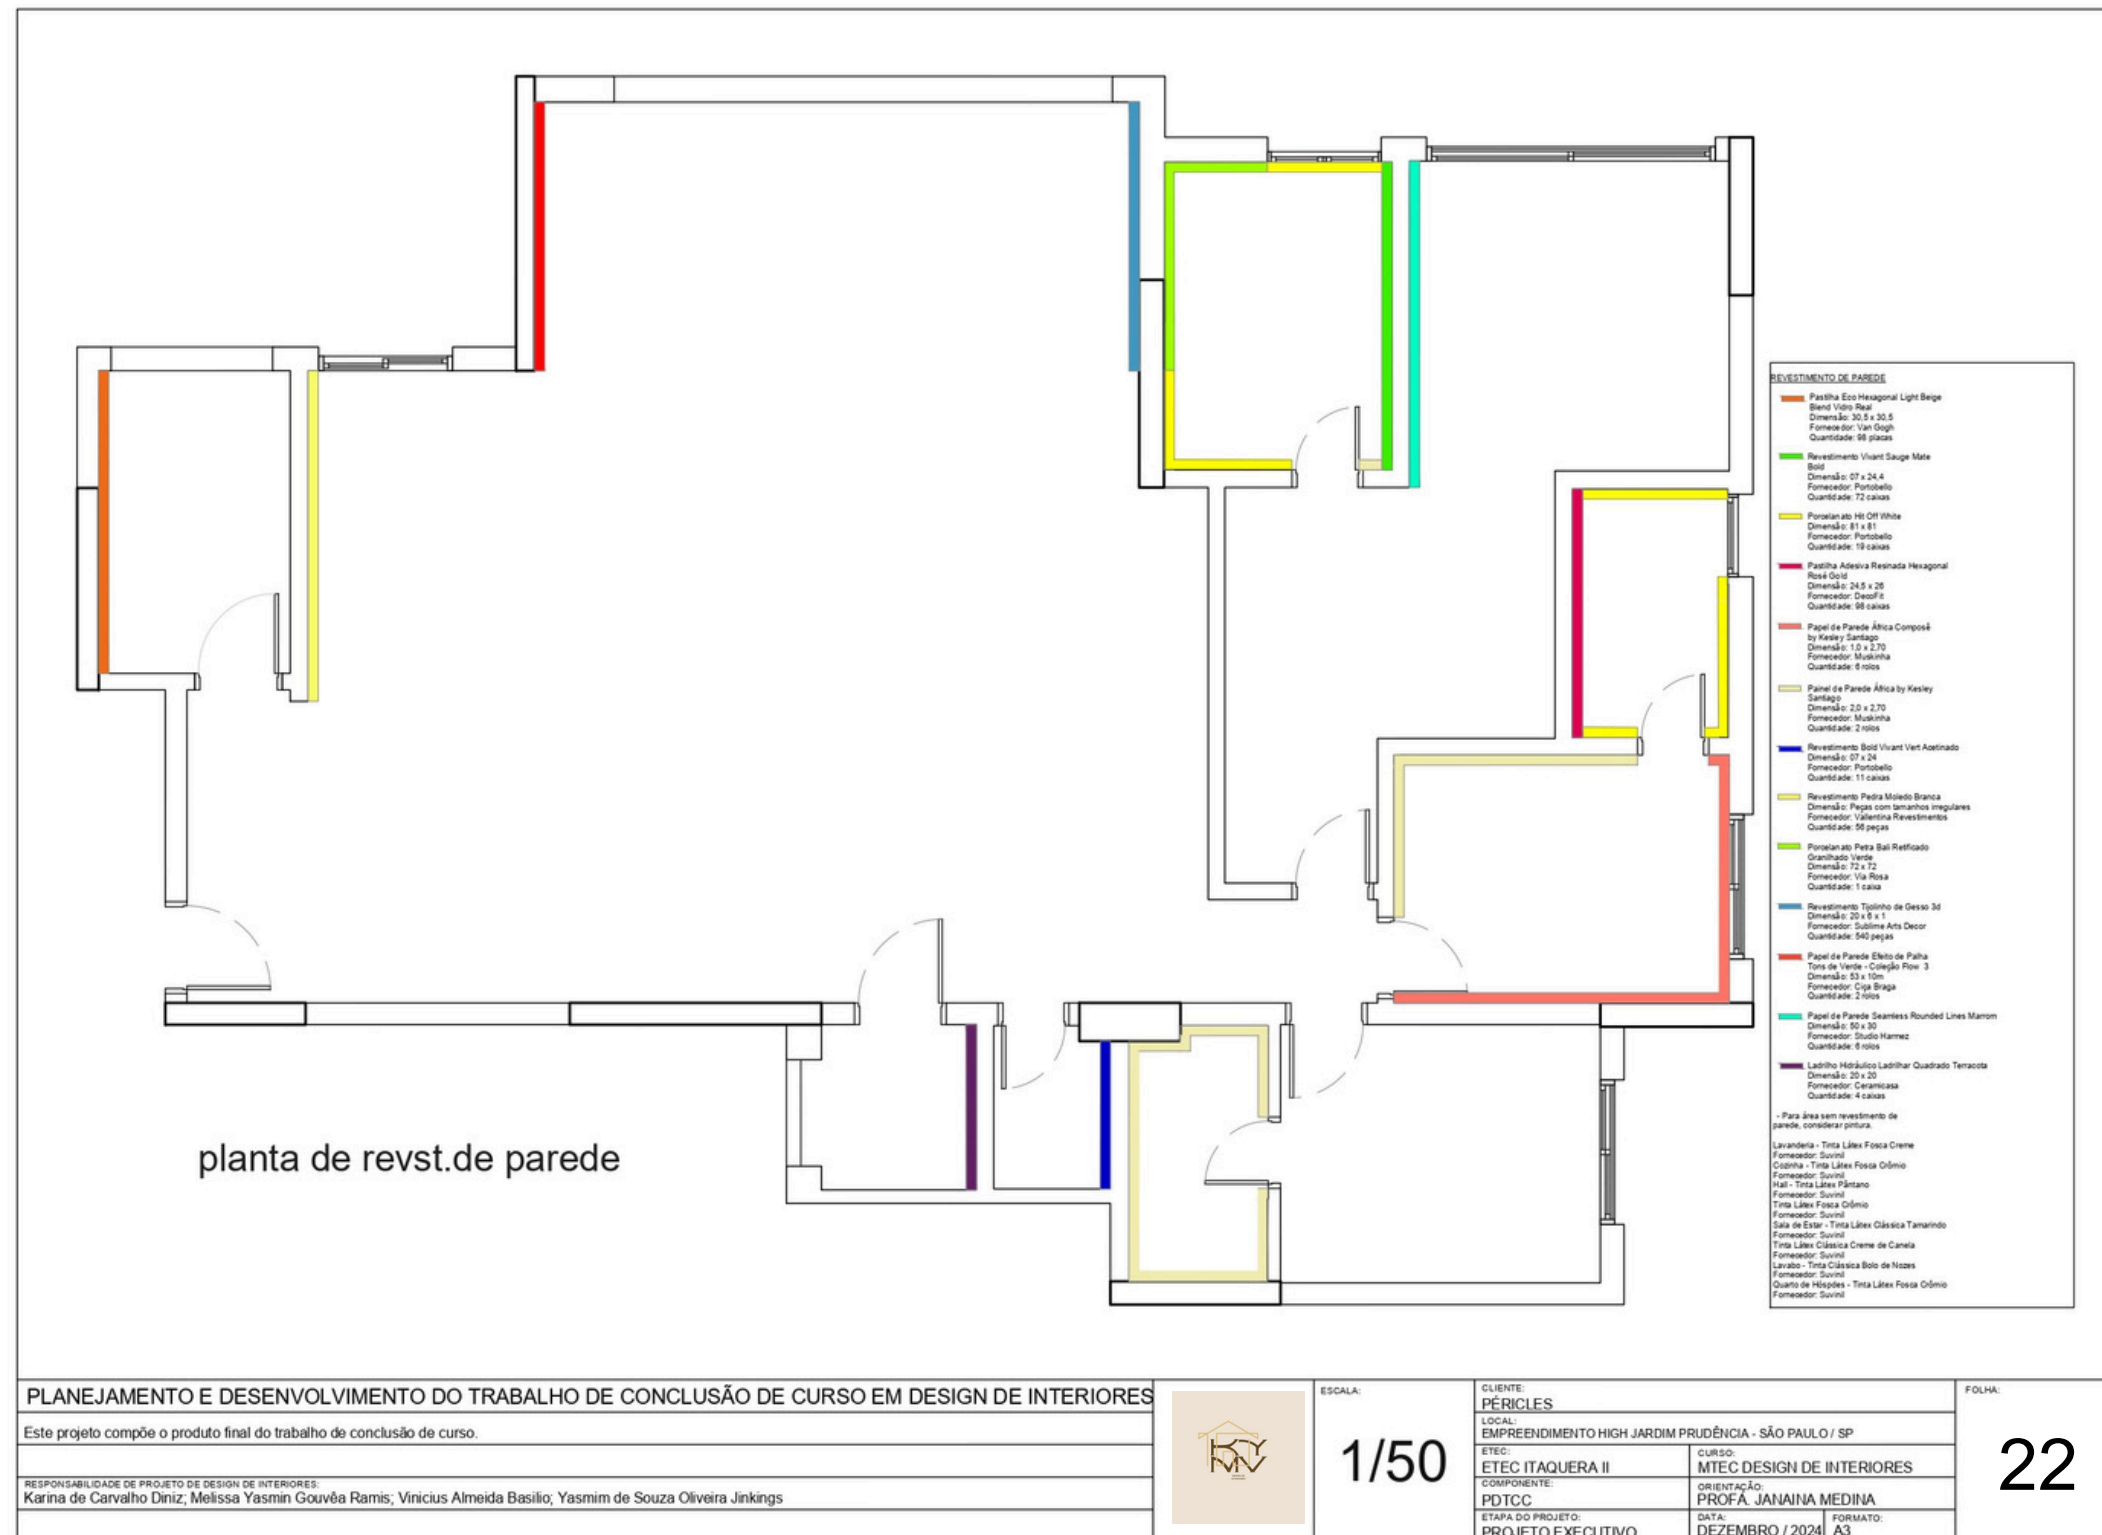 planta de revst.de parede
REVESTIMENTO DE PAREDE
Pastilha Eco Hexagonal Light Beige
Blend Vidro Real
Dimensão: 30,5 x 30,5
Fornecedor: Van Gogh
Quantidade: 98 placas
Revestimento Vivant Sauge Mate
Bold
Dimensão: 07 x 24,4
Fornecedor: Portobello
Quantidade: 72 caixas
Porcelanato Hit Off White
Dimensão: 81 x 81
Fornecedor: Portobello
Quantidade: 19 caixas
Pastilha Adesiva Resinada Hexagonal
Rosé Gold
Dimensão: 24,5 x 26
Fornecedor: DecoFit
Quantidade: 98 caixas
Papel de Parede África Composê
by Kesley Santiago
Dimensão: 1,0 x 2,70
Fornecedor: Muskinha
Quantidade: 6 rolos
Painel de Parede África by Kesley
Santiago
Dimensão: 2,0 x 2,70
Fornecedor: Muskinha
Quantidade: 2 rolos
Revestimento Bold Vivant Vert Acetinado
Dimensão: 07 x 24
Fornecedor: Portobello
Quantidade: 11 caixas
Revestimento Pedra Moledo Branca
Dimensão: Peças com tamanhos irregulares
Fornecedor: Vallentina Revestimentos
Quantidade: 56 peças
Porcelanato Petra Bali Retificado
Granilhado Verde
Dimensão: 72 x 72
Fornecedor: Via Rosa
Quantidade: 1 caixa
Revestimento Tijolinho de Gesso 3d
Dimensão: 20 x 6 x 1
Fornecedor: Sublime Arts Decor
Quantidade: 540 peças
Papel de Parede Efeito de Palha
Tons de Verde - Coleção Flow 3
Dimensão: 53 x 10m
Fornecedor: Ciça Braga
Quantidade: 2 rolos
Papel de Parede Seamless Rounded Lines Marrom
Dimensão: 50 x 30
Fornecedor: Studio Harmez
Quantidade: 6 rolos
Ladrilho Hidráulico Ladrilhar Quadrado Terracota
Dimensão: 20 x 20
Fornecedor: Ceramicasa
Quantidade: 4 caixas
- Para área sem revestimento de
parede, considerar pintura.
Lavanderia - Tinta Látex Fosca Creme
Fornecedor: Suvinil
Cozinha - Tinta Látex Fosca Crômio
Fornecedor: Suvinil
Hall - Tinta Látex Pântano
Fornecedor: Suvinil
Tinta Látex Fosca Crômio
Fornecedor: Suvinil
Sala de Estar - Tinta Látex Clássica Tamarindo
Fornecedor: Suvinil
Tinta Látex Clássica Creme de Canela
Fornecedor: Suvinil
Lavabo - Tinta Clássica Bolo de Nozes
Fornecedor: Suvinil
Quarto de Hóspdes - Tinta Látex Fosca Crômio
Fornecedor: Suvinil
PLANEJAMENTO E DESENVOLVIMENTO DO TRABALHO DE CONCLUSÃO DE CURSO EM DESIGN DE INTERIORES
Este projeto compõe o produto final do trabalho de conclusão de curso.
RESPONSABILIDADE DE PROJETO DE DESIGN DE INTERIORES:
Karina de Carvalho Diniz; Melissa Yasmin Gouvêa Ramis; Vinicius Almeida Basilio; Yasmim de Souza Oliveira Jinkings
ESCALA:
1/50
CLIENTE:
PÉRICLES
LOCAL:
EMPREENDIMENTO HIGH JARDIM PRUDÊNCIA - SÃO PAULO / SP
ETEC:
ETEC ITAQUERA II
CURSO:
MTEC DESIGN DE INTERIORES
COMPONENTE:
PDTCC
ORIENTAÇÃO:
PROFÁ. JANAINA MEDINA
ETAPA DO PROJETO:
PROJETO EXECUTIVO
DATA:
DEZEMBRO / 2024
FORMATO:
A3
FOLHA:
22